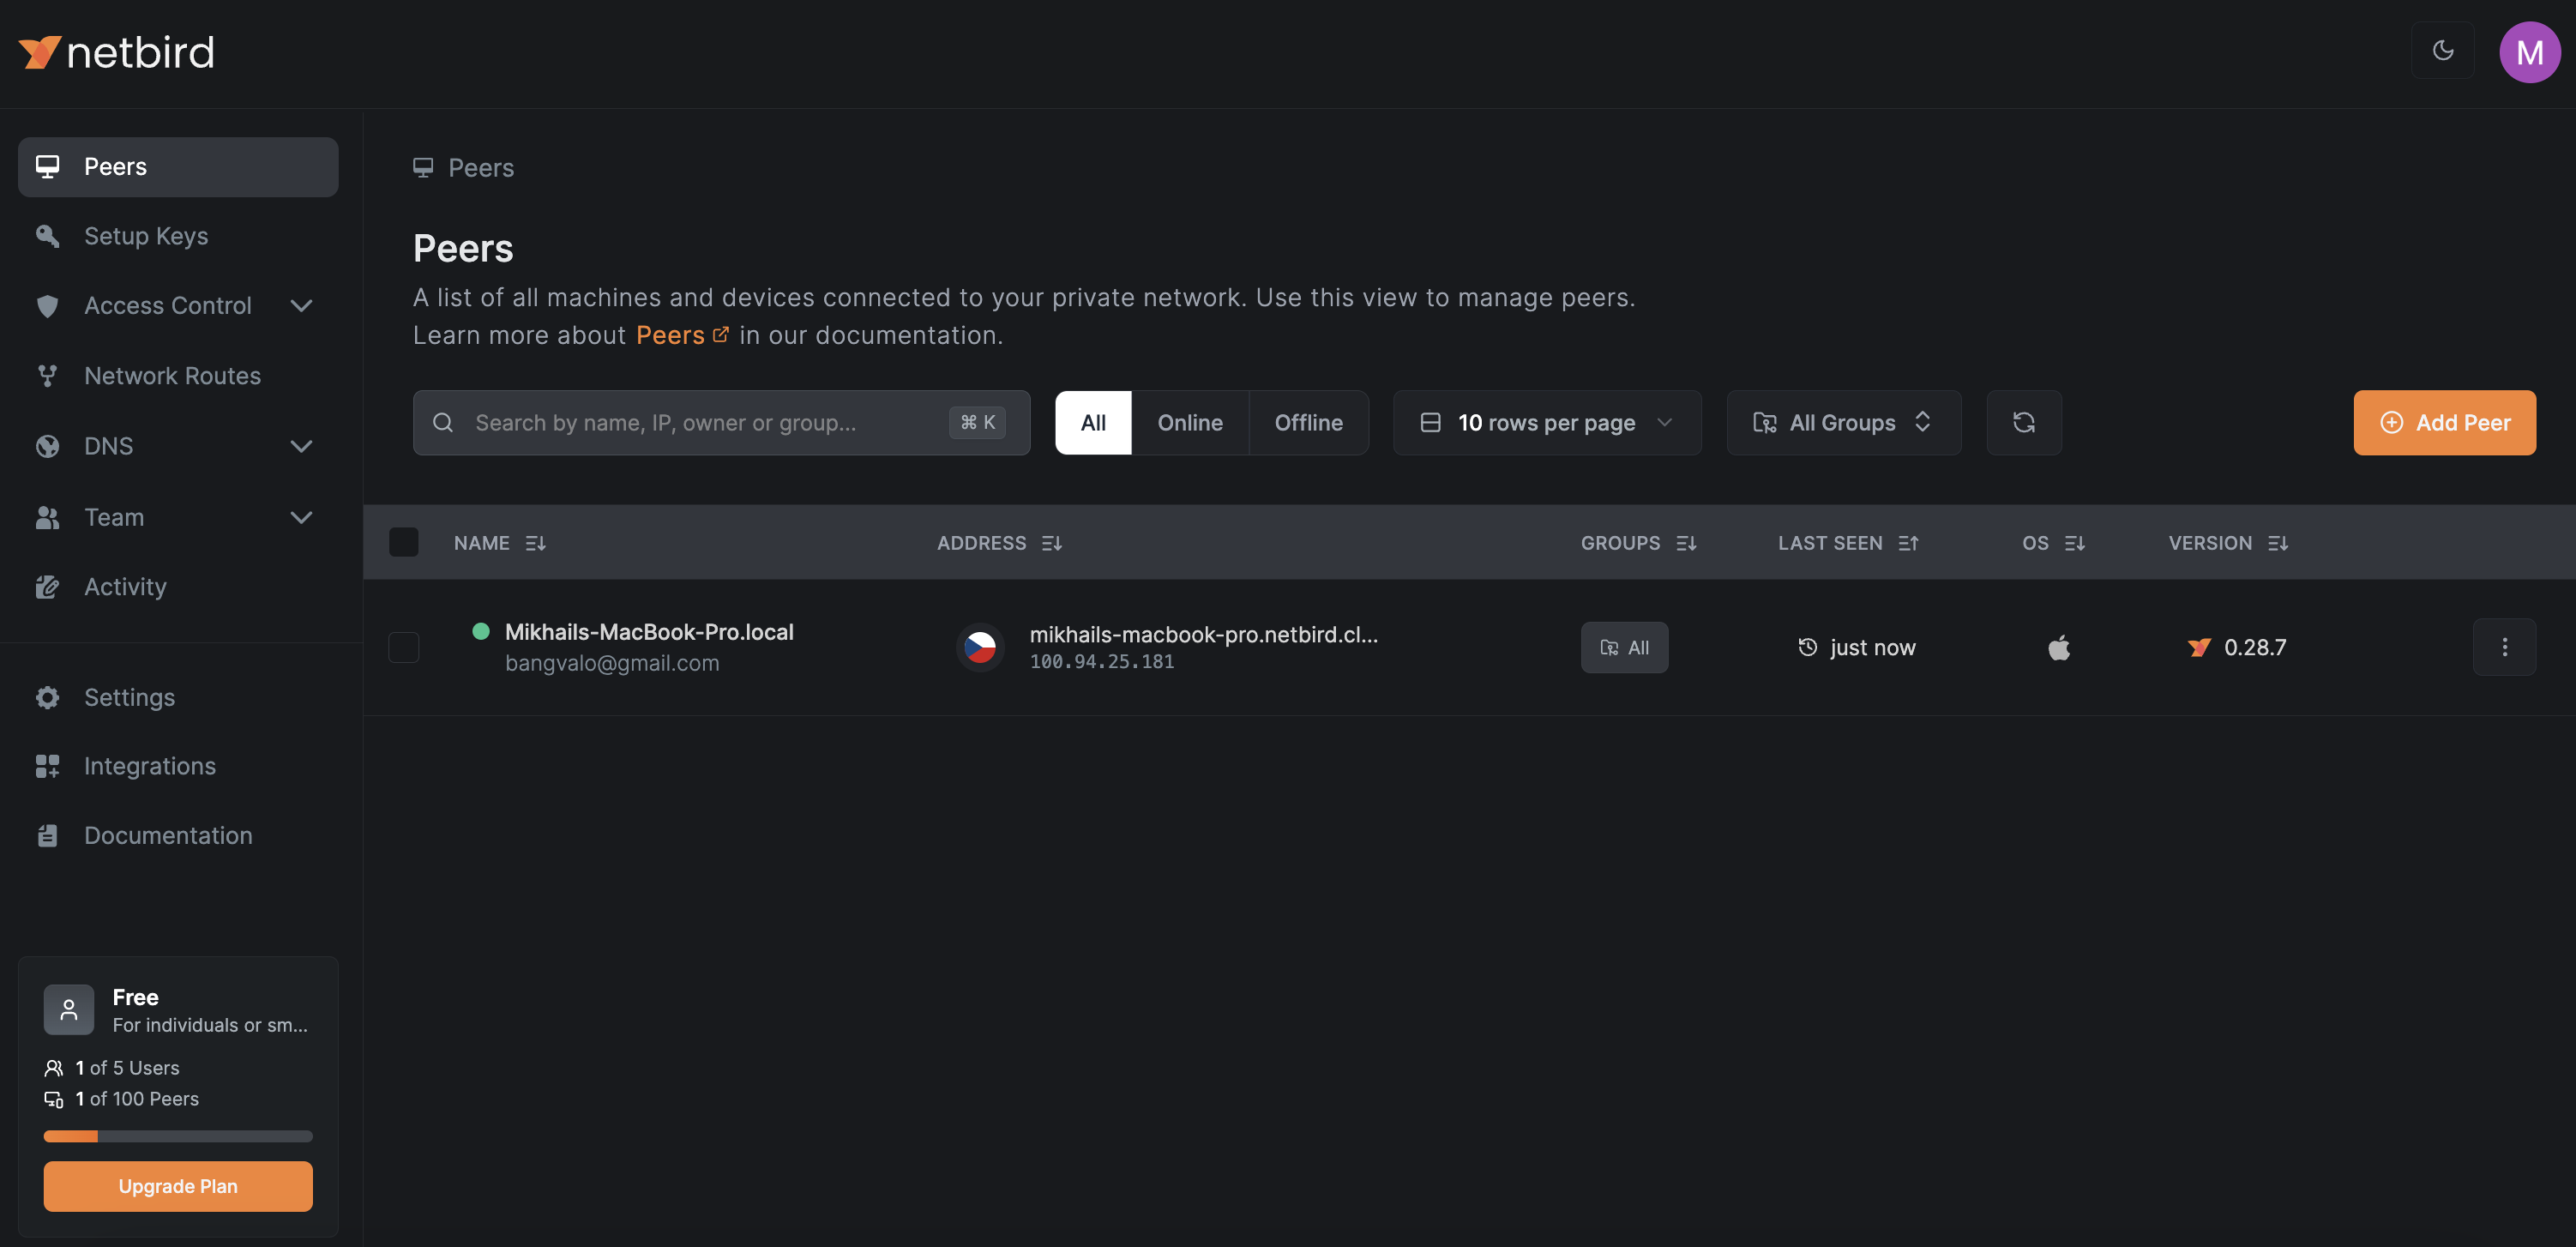 netbird
M
Peers
Setup Keys
Access Control
Network Routes
DNS
Team
Activity
Settings
Integrations
Documentation
Free
For individuals or sm...
1 of 5 Users
1 of 100 Peers
Upgrade Plan
Peers
Peers
A list of all machines and devices connected to your private network. Use this view to manage peers.
Learn more about Peers in our documentation.
Search by name, IP, owner or group... ⌘ K
All Online Offline
10 rows per page
All Groups
Add Peer
NAME ADDRESS GROUPS LAST SEEN OS VERSION
Mikhails-MacBook-Pro.local
bangvalo@gmail.com
mikhails-macbook-pro.netbird.cl...
100.94.25.181
All
just now
0.28.7